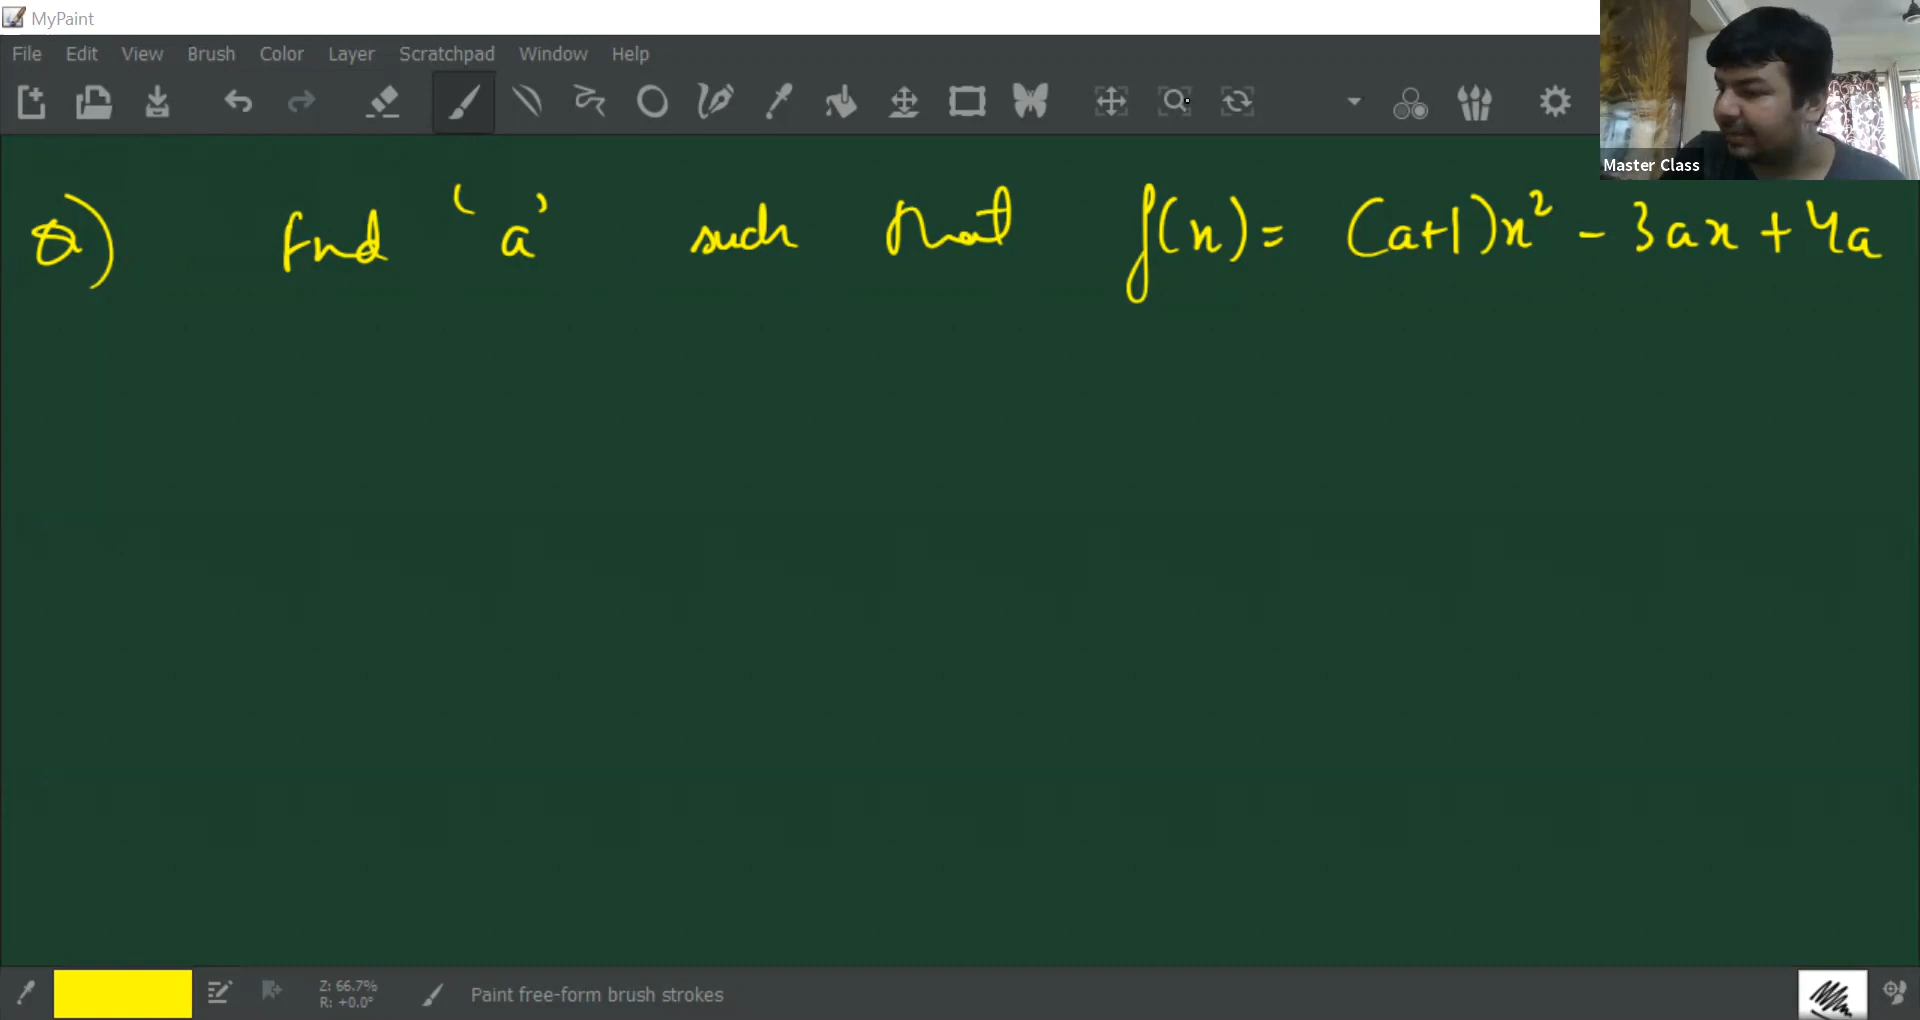 MyPaint
File Edit View Brush Color Layer Scratchpad Window Help
Master Class
Q) Find 'a' such that f(x) = (a+1)x² - 3ax + 4a
Z: 66.7%
R: +0.0°
Paint free-form brush strokes